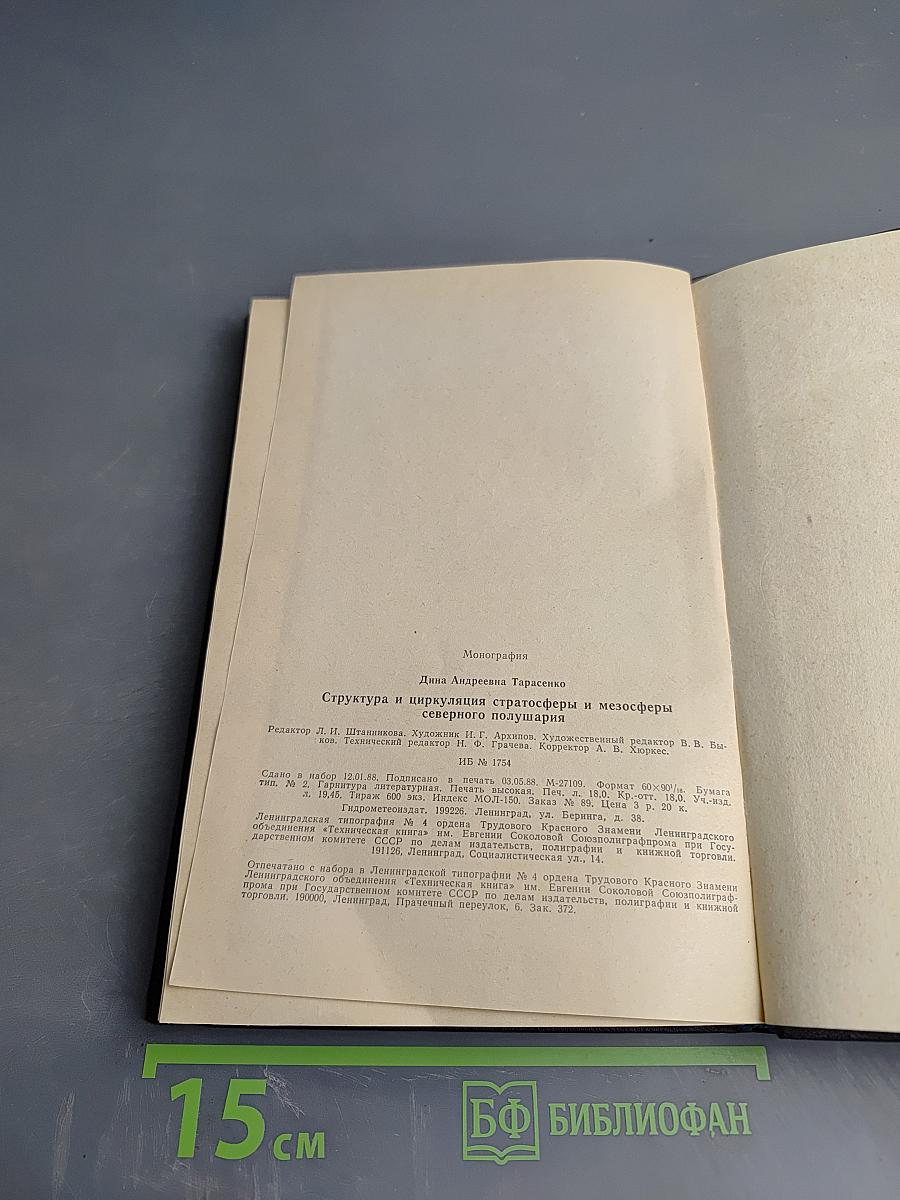 Монография
Дина Андреевна Тарасенко
Структура и циркуляция стратосферы и мезосферы
северного полушария
Редактор Л. И. Штанникова. Художник И. Г. Архипов. Художественный редактор В. В. Бы-
ков. Технический редактор Н. Ф. Грачева. Корректор А. В. Хюркес.
ИБ № 1754
Сдано в набор 12.01.88. Подписано в печать 03.05.88. М-27109. Формат 60×90¹/₁₆. Бумага
тип. № 2. Гарнитура литературная. Печать высокая. Печ. л. 18,0. Кр.-отт. 18,0. Уч.-изд.
л. 19,45. Тираж 600 экз. Индекс МОЛ-150. Заказ № 89. Цена 3 р. 20 к.
Гидрометеоиздат. 199226. Ленинград, ул. Беринга, д. 38.
Ленинградская типография № 4 ордена Трудового Красного Знамени Ленинградского
объединения «Техническая книга» им. Евгении Соколовой Союзполиграфпрома при Госу-
дарственном комитете СССР по делам издательств, полиграфии и книжной торговли.
191126, Ленинград, Социалистическая ул., 14.
Отпечатано с набора в Ленинградской типографии № 4 ордена Трудового Красного Знамени
Ленинградского объединения «Техническая книга» им. Евгении Соколовой Союзполиграф-
прома при Государственном комитете СССР по делам издательств, полиграфии и книжной
торговли. 190000, Ленинград, Прачечный переулок, 6. Зак. 372.
15 см
БФ БИБЛИОФАН